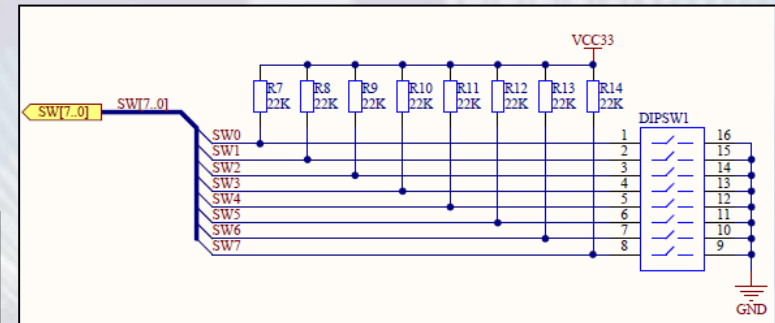 VCC33
R7 R8 R9 R10 R11 R12 R13 R14
22K 22K 22K 22K 22K 22K 22K 22K
SW[7..0] SW[7..0]
DIPSW1
SW0 1 16
SW1 2 15
SW2 3 14
SW3 4 13
SW4 5 12
SW5 6 11
SW6 7 10
SW7 8 9
GND